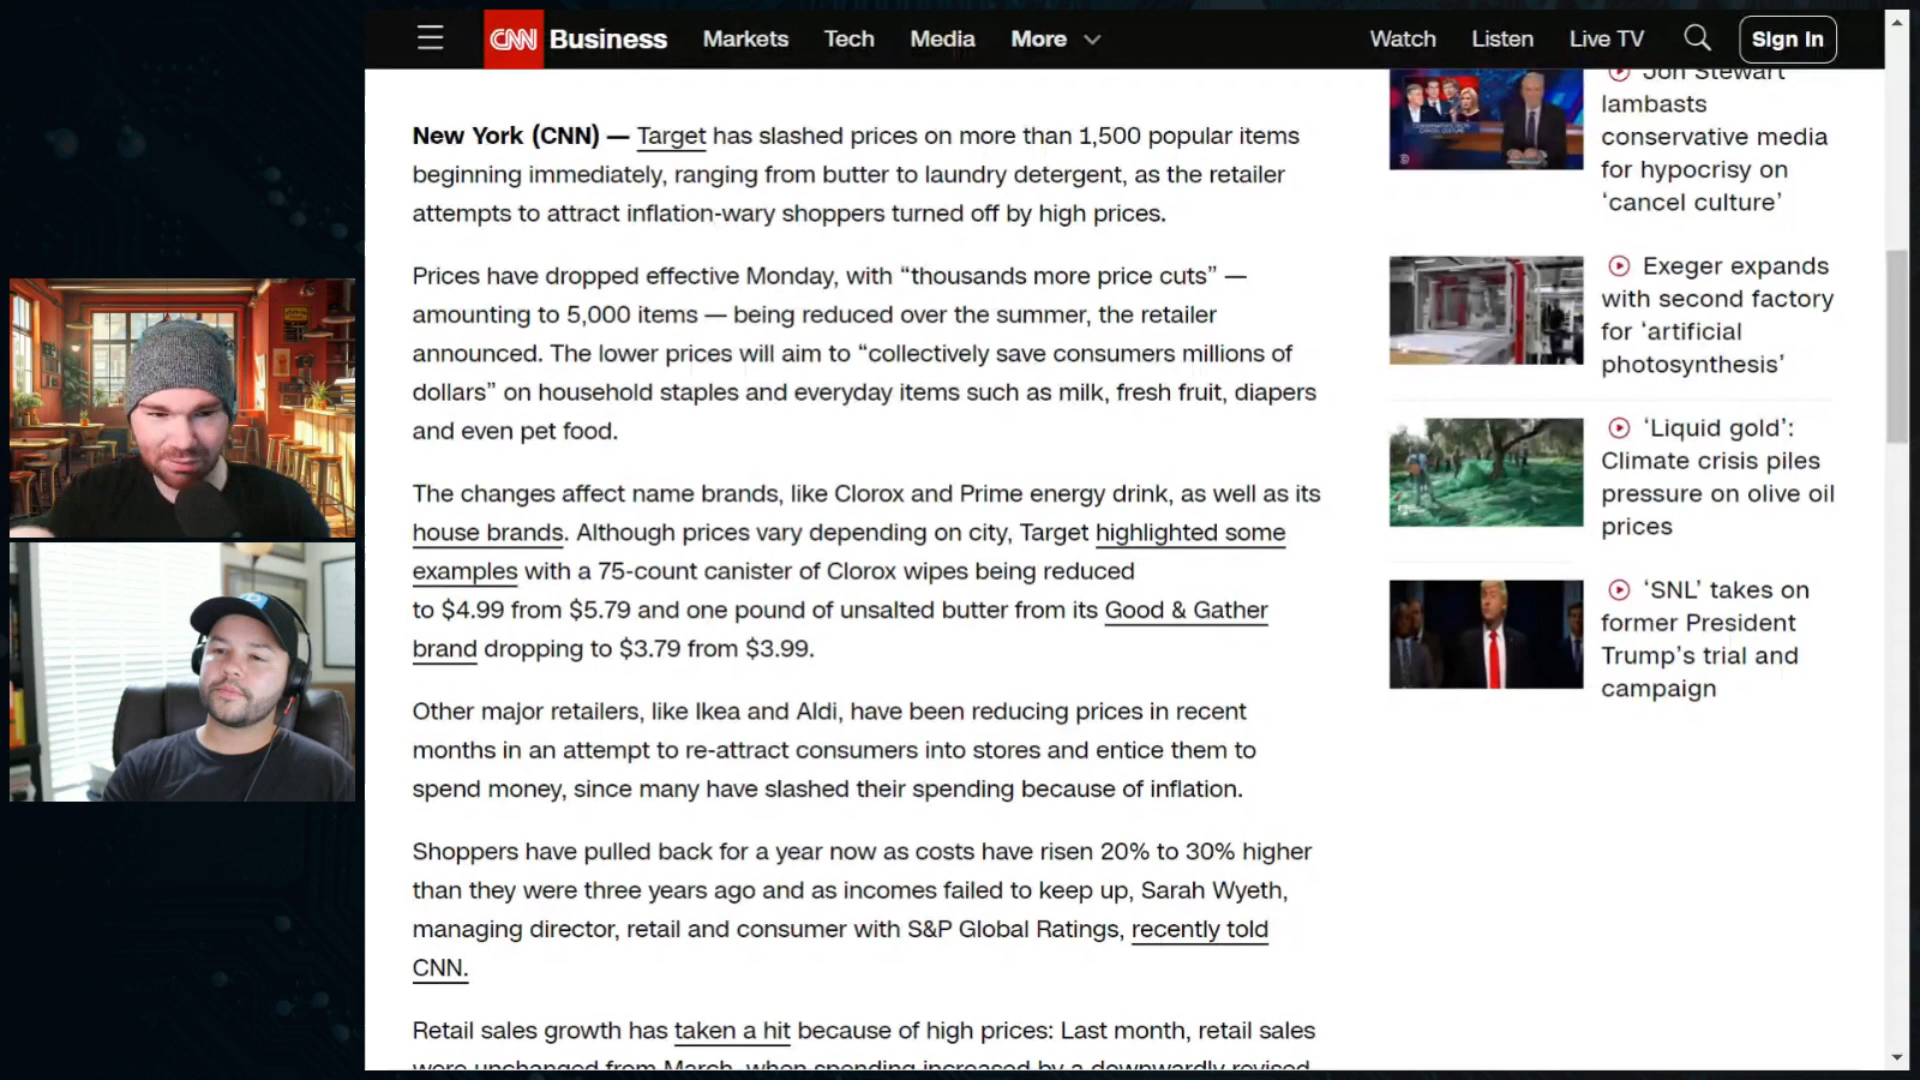 CNN Business Markets Tech Media More Watch Listen Live TV Sign In
New York (CNN) — Target has slashed prices on more than 1,500 popular items
beginning immediately, ranging from butter to laundry detergent, as the retailer
attempts to attract inflation-wary shoppers turned off by high prices.
Prices have dropped effective Monday, with “thousands more price cuts” —
amounting to 5,000 items — being reduced over the summer, the retailer
announced. The lower prices will aim to “collectively save consumers millions of
dollars” on household staples and everyday items such as milk, fresh fruit, diapers
and even pet food.
The changes affect name brands, like Clorox and Prime energy drink, as well as its
house brands. Although prices vary depending on city, Target highlighted some
examples with a 75-count canister of Clorox wipes being reduced
to $4.99 from $5.79 and one pound of unsalted butter from its Good & Gather
brand dropping to $3.79 from $3.99.
Other major retailers, like Ikea and Aldi, have been reducing prices in recent
months in an attempt to re-attract consumers into stores and entice them to
spend money, since many have slashed their spending because of inflation.
Shoppers have pulled back for a year now as costs have risen 20% to 30% higher
than they were three years ago and as incomes failed to keep up, Sarah Wyeth,
managing director, retail and consumer with S&P Global Ratings, recently told
CNN.
Retail sales growth has taken a hit because of high prices: Last month, retail sales
were unchanged from March, when spending increased by a downwardly revised
Jon Stewart
lambasts
conservative media
for hypocrisy on
‘cancel culture’
Exeger expands
with second factory
for ‘artificial
photosynthesis’
‘Liquid gold’:
Climate crisis piles
pressure on olive oil
prices
‘SNL’ takes on
former President
Trump’s trial and
campaign